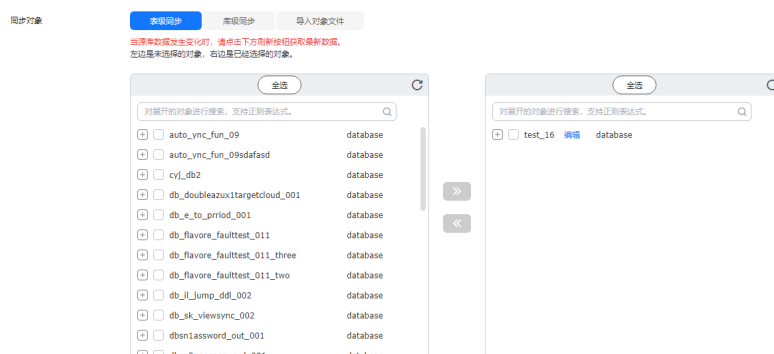 同步对象
表级同步 库级同步 导入对象文件
当源库数据发生变化时，请点击下方刷新按钮获取最新数据。
左边是未选择的对象，右边是已经选择的对象。
全选
对展开的对象进行搜索，支持正则表达式。
auto_ync_fun_09 database
auto_ync_fun_09sdafasd database
cyj_db2 database
db_doubleazux1targetcloud_001 database
db_e_to_prriod_001 database
db_flavore_faulttest_011 database
db_flavore_faulttest_011_three database
db_flavore_faulttest_011_two database
db_il_jump_ddl_002 database
db_sk_viewsync_002 database
dbsn1assword_out_001 database
全选
对展开的对象进行搜索，支持正则表达式。
test_16 编辑 database